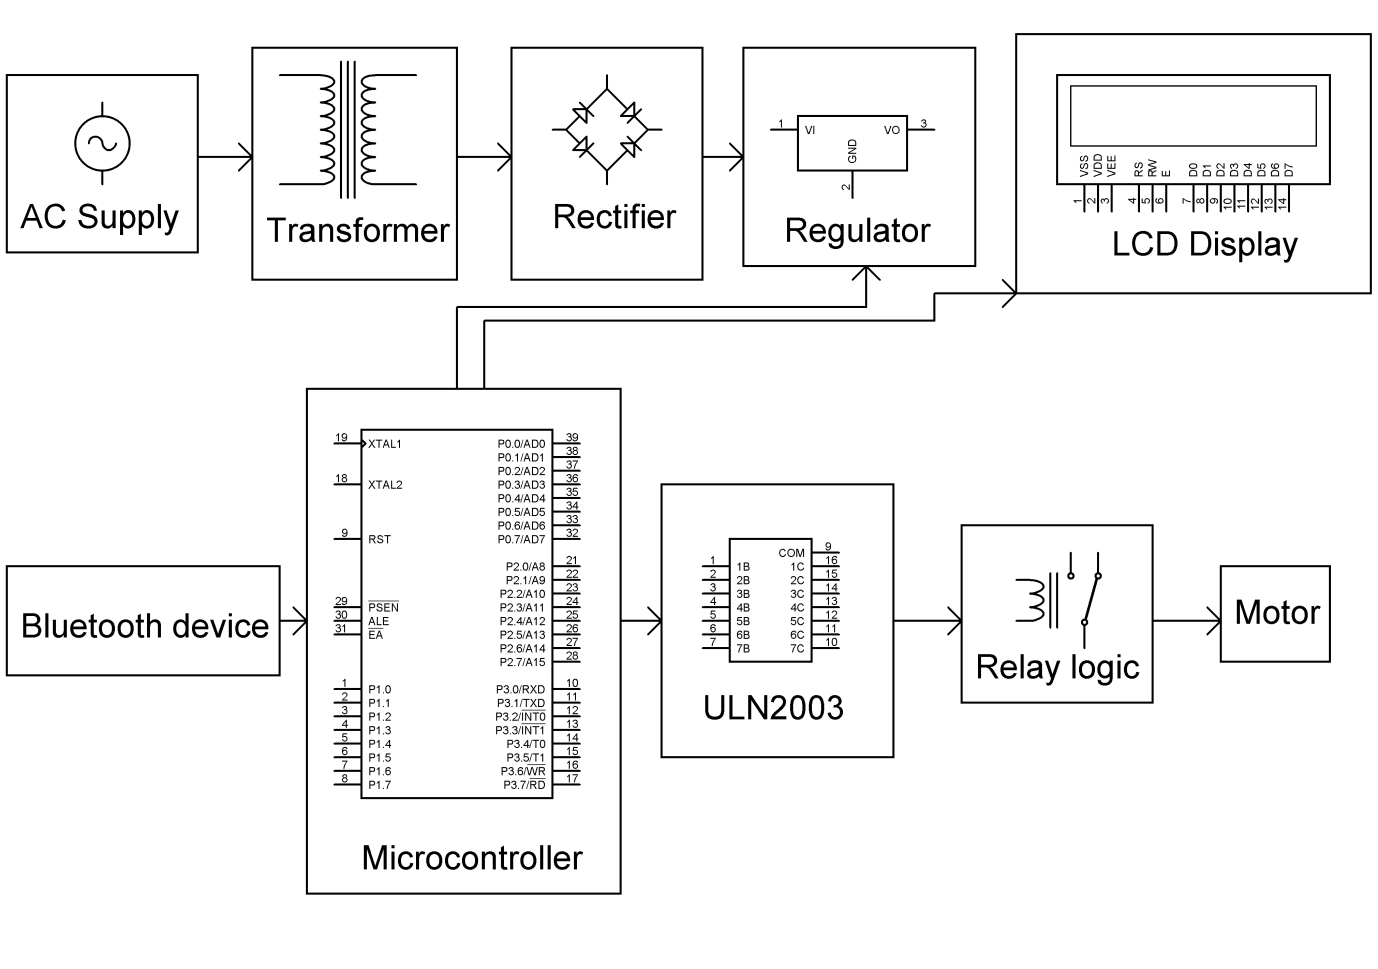 AC Supply
Transformer
Rectifier
1 VI VO 3
GND
2
Regulator
VSS VDD VEE RS RW E D0 D1 D2 D3 D4 D5 D6 D7
1 2 3 4 5 6 7 8 9 10 11 12 13 14
LCD Display
Bluetooth device
19 XTAL1 P0.0/AD0 39
P0.1/AD1 38
P0.2/AD2 37
18 XTAL2 P0.3/AD3 36
P0.4/AD4 35
P0.5/AD5 34
P0.6/AD6 33
9 RST P0.7/AD7 32
P2.0/A8 21
P2.1/A9 22
P2.2/A10 23
29 PSEN P2.3/A11 24
30 ALE P2.4/A12 25
31 EA P2.5/A13 26
P2.6/A14 27
P2.7/A15 28
1 P1.0 P3.0/RXD 10
2 P1.1 P3.1/TXD 11
3 P1.2 P3.2/INT0 12
4 P1.3 P3.3/INT1 13
5 P1.4 P3.4/T0 14
6 P1.5 P3.5/T1 15
7 P1.6 P3.6/WR 16
8 P1.7 P3.7/RD 17
Microcontroller
COM 9
1 1B 1C 16
2 2B 2C 15
3 3B 3C 14
4 4B 4C 13
5 5B 5C 12
6 6B 6C 11
7 7B 7C 10
ULN2003
Relay logic
Motor